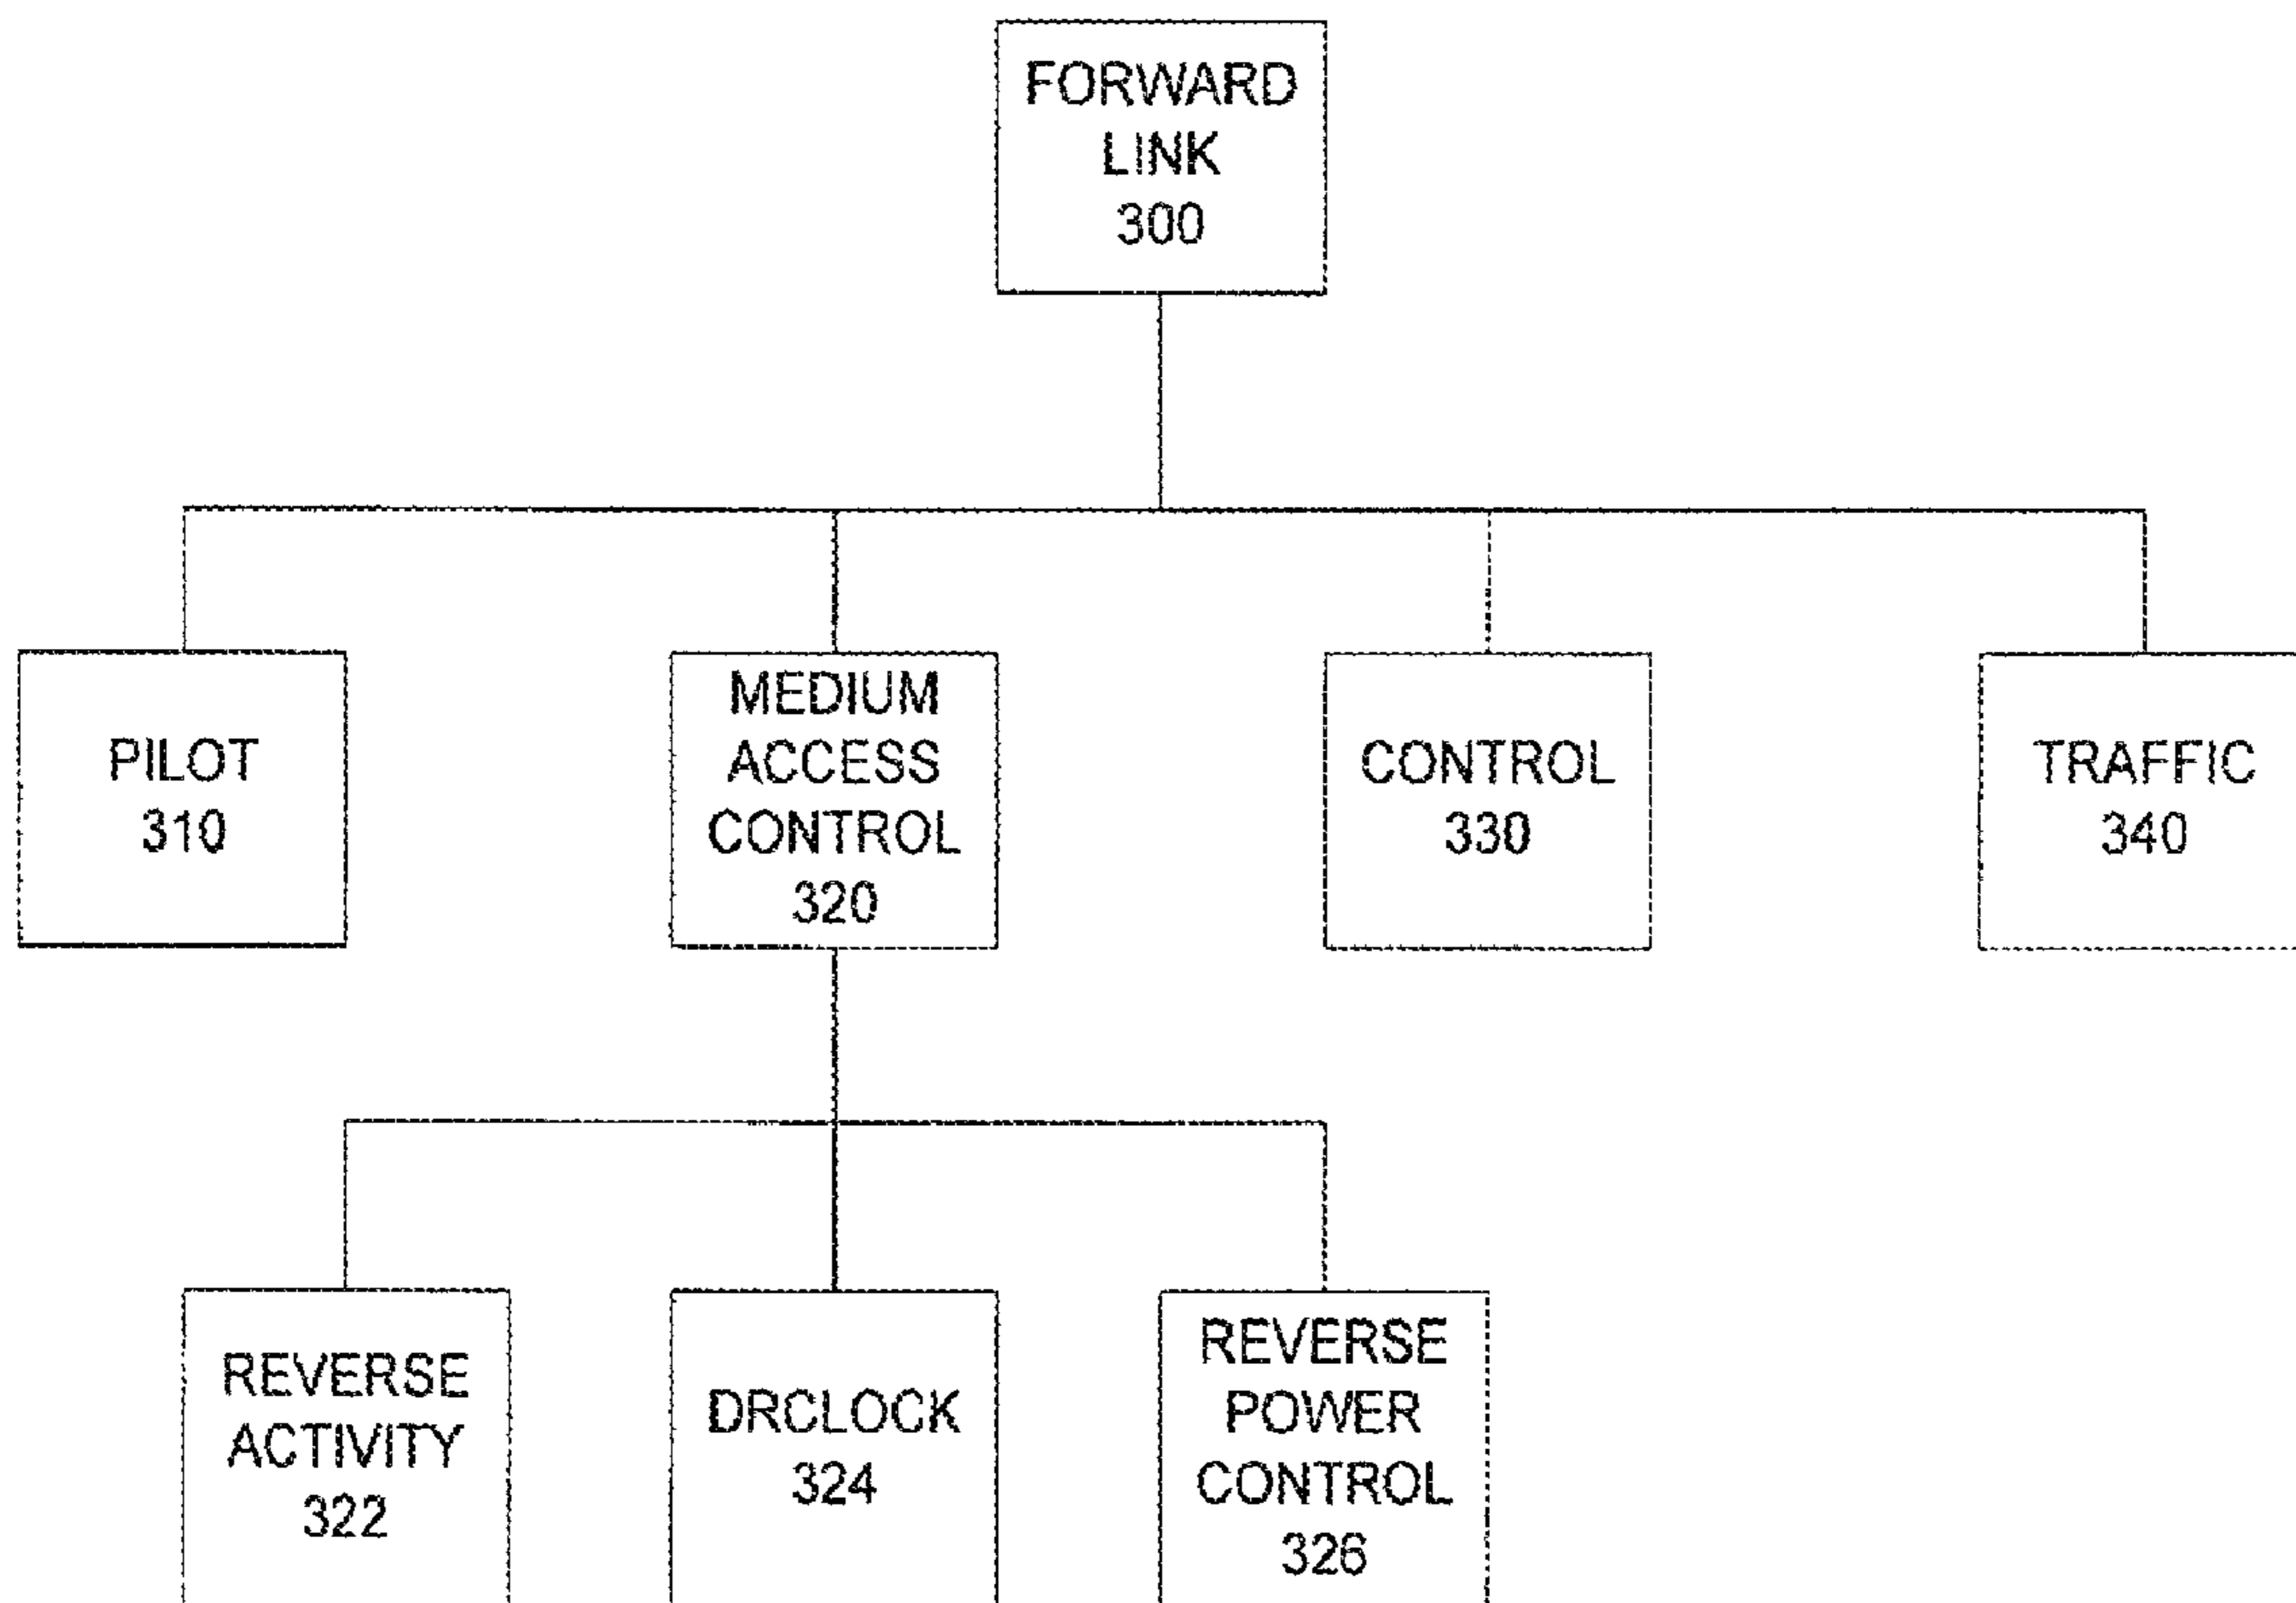 FORWARD
LINK
300
PILOT
310
MEDIUM
ACCESS
CONTROL
320
CONTROL
330
TRAFFIC
340
REVERSE
ACTIVITY
322
DRCLOCK
324
REVERSE
POWER
CONTROL
326